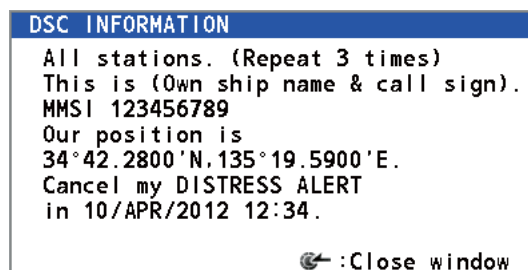 DSC INFORMATION
All stations. (Repeat 3 times)
This is (Own ship name & call sign).
MMSI 123456789
Our position is
34°42.2800'N,135°19.5900'E.
Cancel my DISTRESS ALERT
in 10/APR/2012 12:34.
:Close window